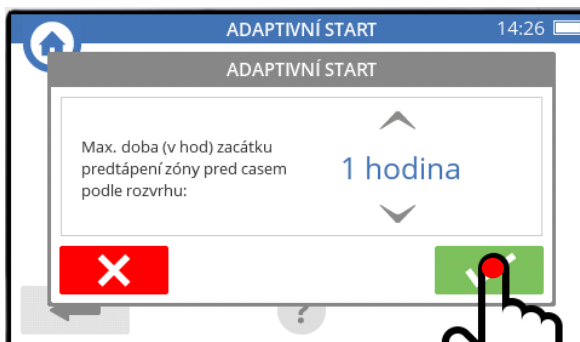 ADAPTIVNÍ START 14:26
ADAPTIVNÍ START
Max. doba (v hod) zacátku
predtápení zóny pred casem
podle rozvrhu:
1 hodina
?